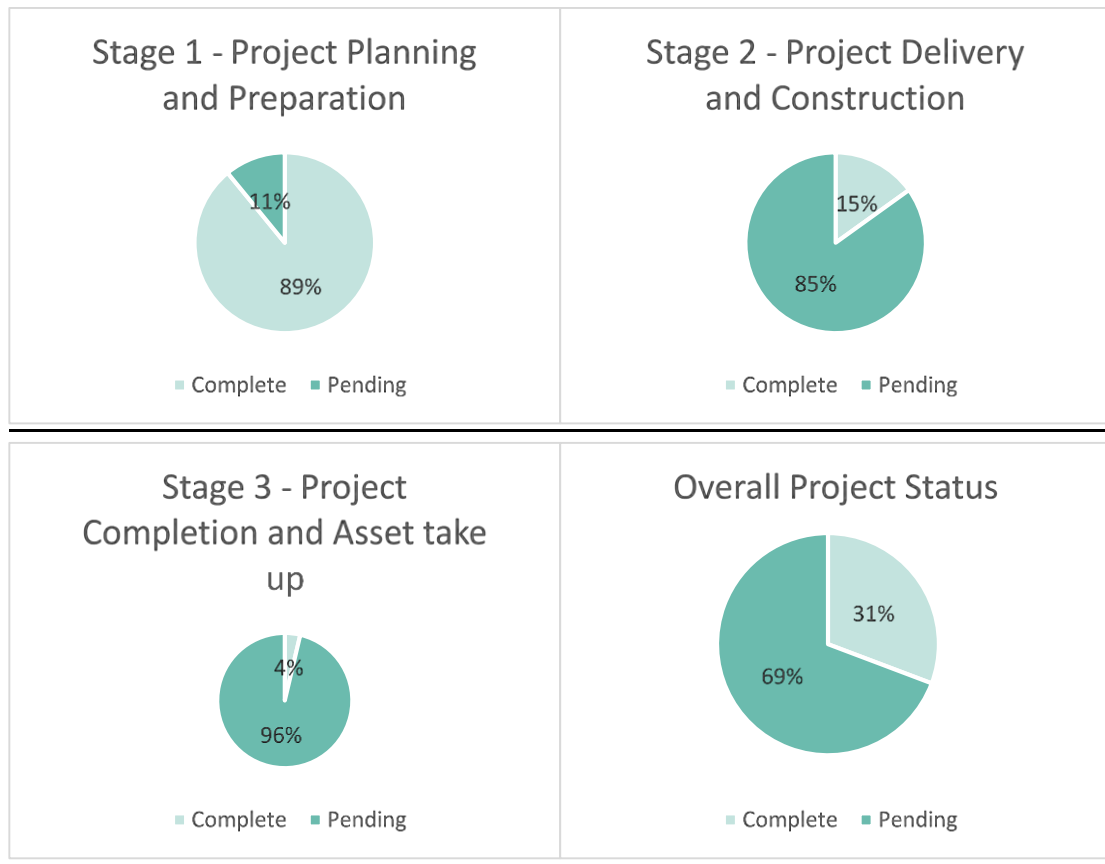 Stage 1 - Project Planning
and Preparation
11%
89%
Complete Pending
Stage 2 - Project Delivery
and Construction
15%
85%
Complete Pending
Stage 3 - Project
Completion and Asset take
up
4%
96%
Complete Pending
Overall Project Status
31%
69%
Complete Pending